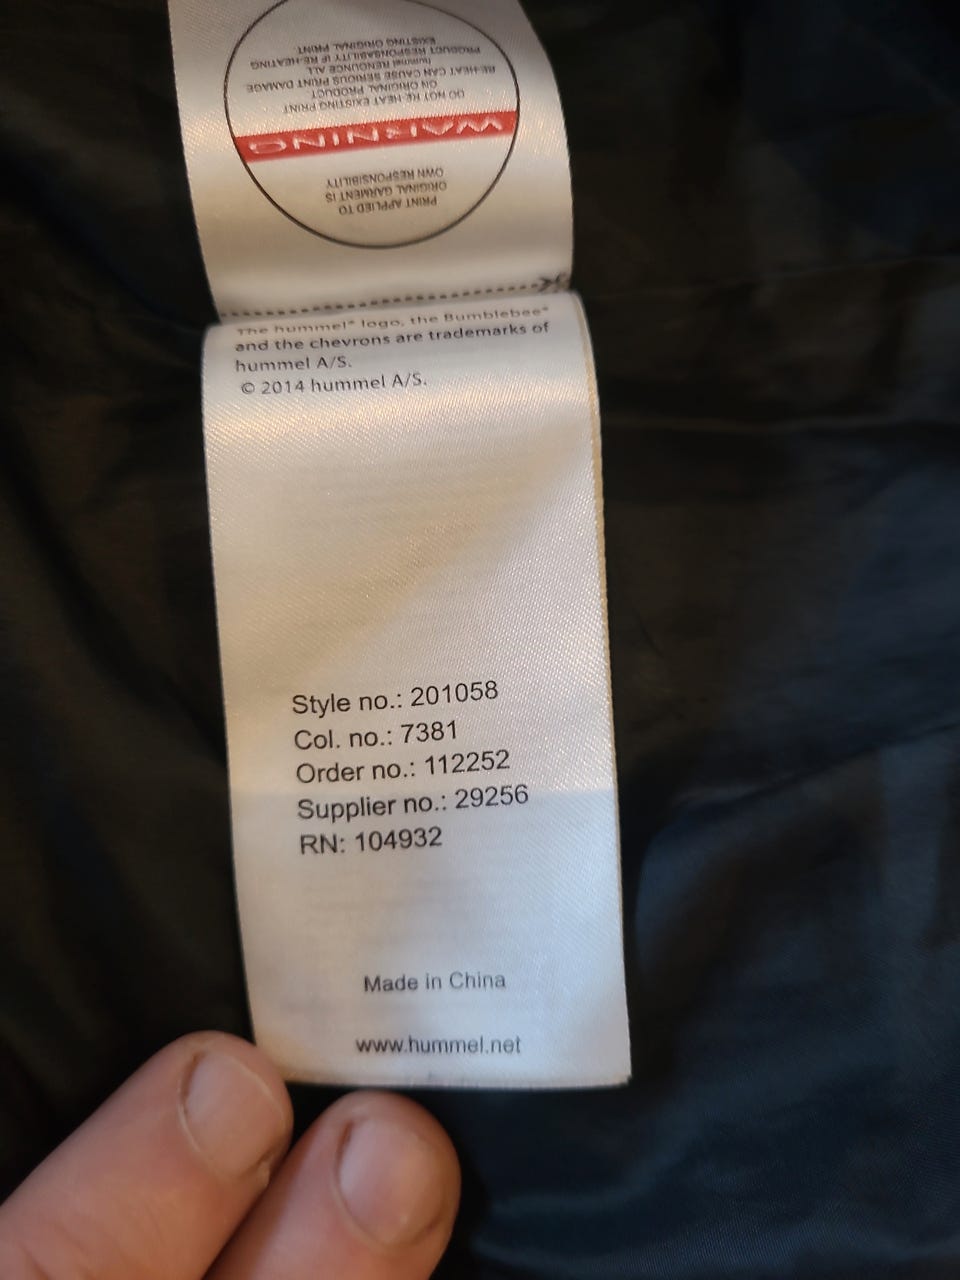 PRINT APPLIED TO
ORIGINAL GARMENT IS
OWN RESPONSIBILITY
WARNING
DO NOT RE-HEAT EXISTING PRINT
ON ORIGINAL PRODUCT.
RE-HEAT CAN CAUSE SERIOUS PRINT DAMAGE
hummel RENOUNCE ALL
PRODUCT RESPONSABILITY IF RE-HEATING
EXISTING ORIGINAL PRINT.
The hummel® logo, the Bumblebee®
and the chevrons are trademarks of
hummel A/S.
© 2014 hummel A/S.
Style no.: 201058
Col. no.: 7381
Order no.: 112252
Supplier no.: 29256
RN: 104932
Made in China
www.hummel.net